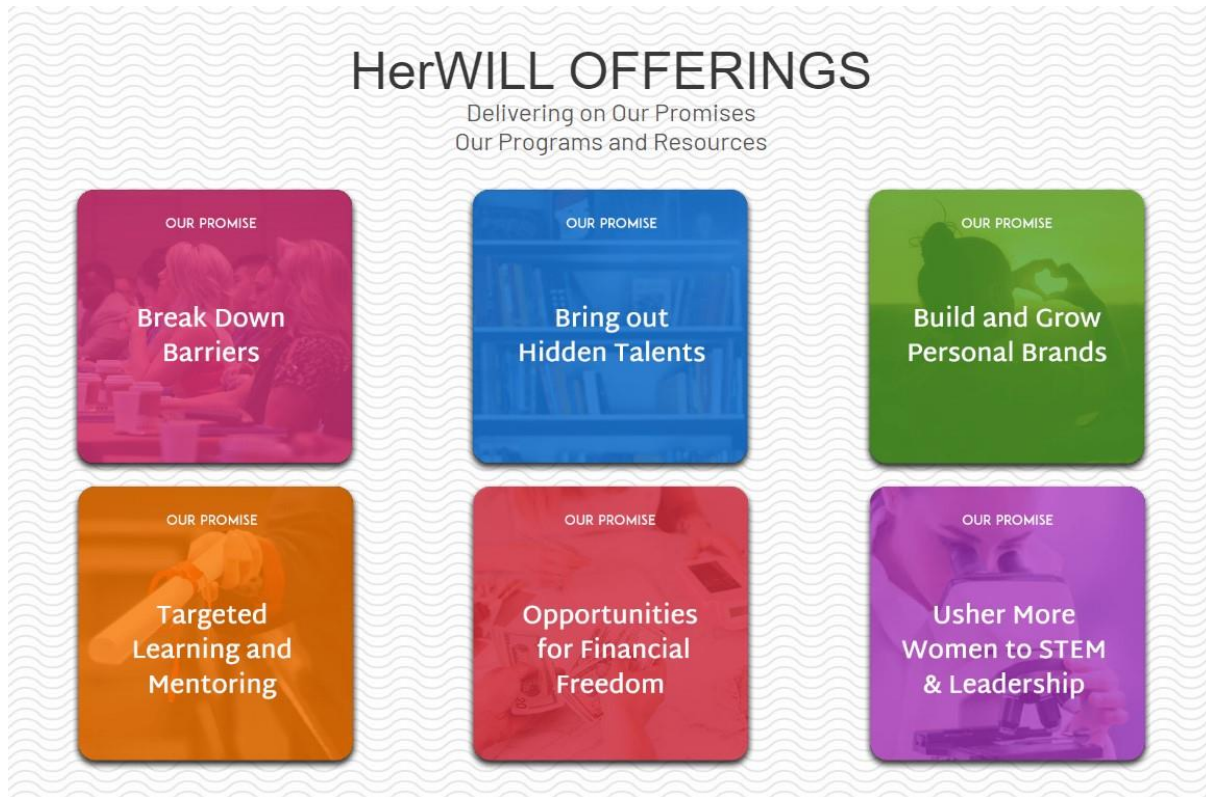 HerWILL OFFERINGS
Delivering on Our Promises
Our Programs and Resources
OUR PROMISE
Break Down
Barriers
OUR PROMISE
Bring out
Hidden Talents
OUR PROMISE
Build and Grow
Personal Brands
OUR PROMISE
Targeted
Learning and
Mentoring
OUR PROMISE
Opportunities
for Financial
Freedom
OUR PROMISE
Usher More
Women to STEM
& Leadership